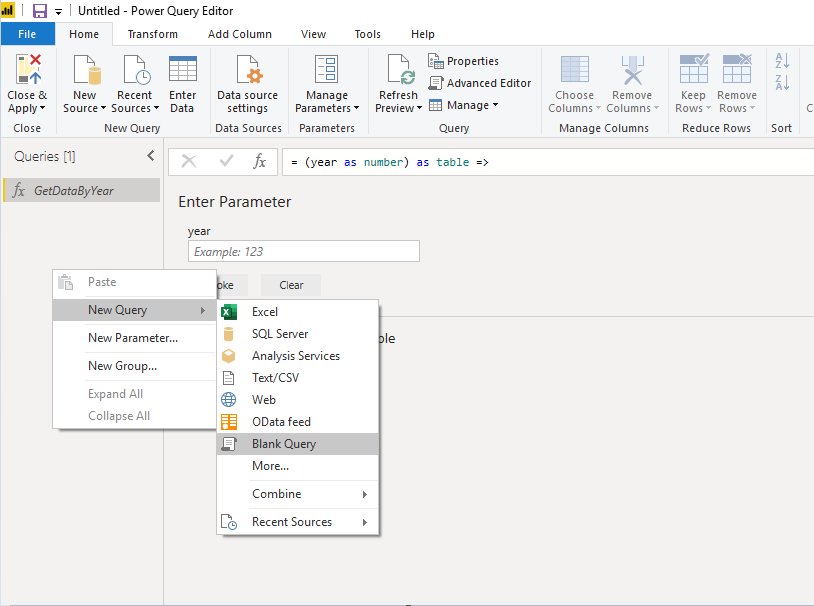 Untitled - Power Query Editor
File Home Transform Add Column View Tools Help
Close & Apply
New Source
Recent Sources
Enter Data
Data source settings
Manage Parameters
Refresh Preview
Properties
Advanced Editor
Manage
Choose Columns
Remove Columns
Keep Rows
Remove Rows
Close New Query Data Sources Parameters Query Manage Columns Reduce Rows Sort
Queries [1]
fx
= (year as number) as table =>
fx GetDataByYear
Enter Parameter
year
Example: 123
oke
Clear
Paste
New Query
New Parameter...
New Group...
Expand All
Collapse All
Excel
SQL Server
ble
Analysis Services
Text/CSV
Web
OData feed
Blank Query
More...
Combine
Recent Sources